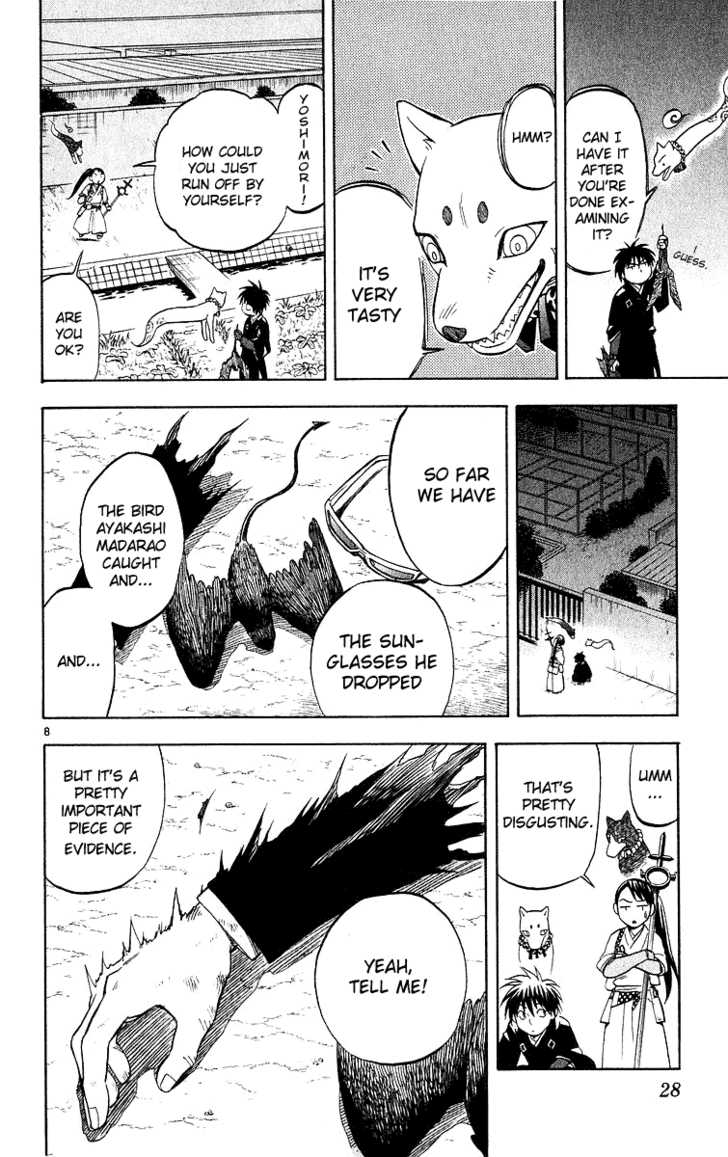 CAN I
HAVE IT
AFTER
YOU'RE
DONE EX-
AMINING
IT?
I
GUESS.
HMM?
IT'S
VERY
TASTY
YOSHIMORI!
HOW COULD
YOU JUST
RUN OFF BY
YOURSELF?
ARE
YOU
OK?
SO FAR
WE HAVE
THE SUN-
GLASSES HE
DROPPED
THE BIRD
AYAKASHI
MADARAO
CAUGHT
AND...
AND...
8
UMM
...
THAT'S
PRETTY
DISGUSTING.
BUT IT'S A
PRETTY
IMPORTANT
PIECE OF
EVIDENCE.
YEAH,
TELL ME!
28